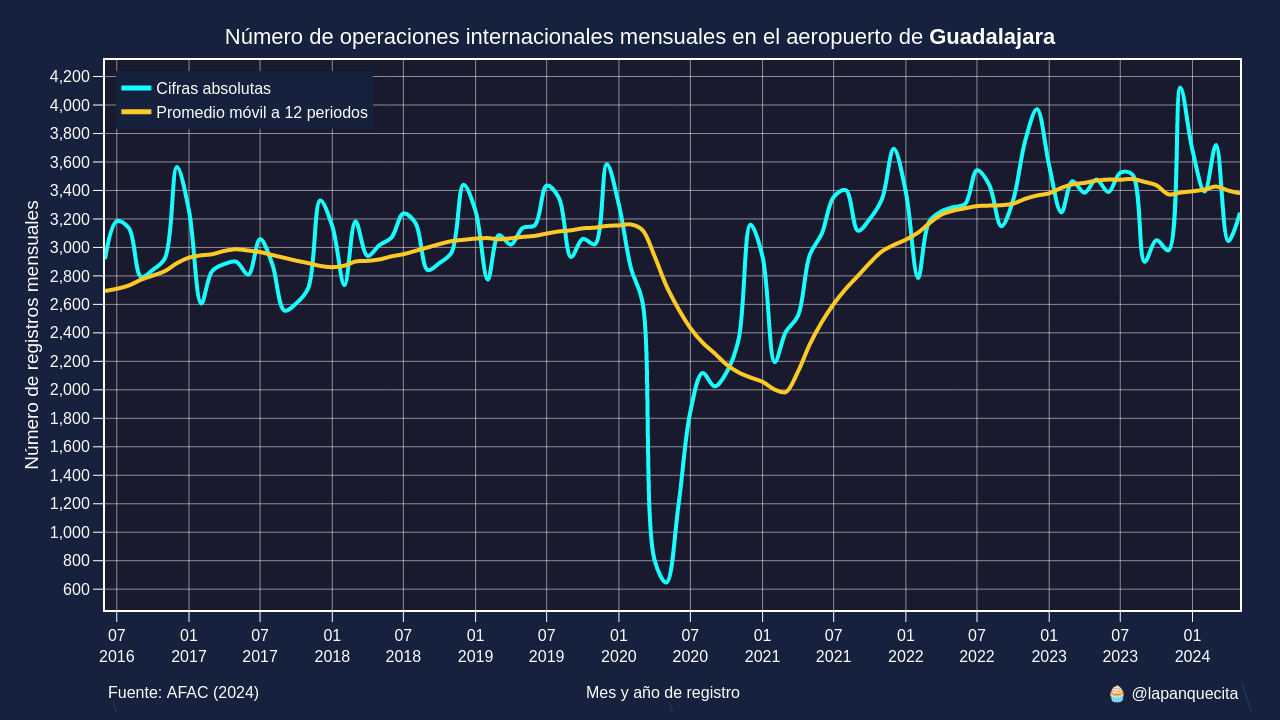 Número de operaciones internacionales mensuales en el aeropuerto de Guadalajara
Cifras absolutas
Promedio móvil a 12 periodos
Número de registros mensuales
4,200
4,000
3,800
3,600
3,400
3,200
3,000
2,800
2,600
2,400
2,200
2,000
1,800
1,600
1,400
1,200
1,000
800
600
07 01 07 01 07 01 07 01 07 01 07 01 07 01 07 01
2016 2017 2017 2018 2018 2019 2019 2020 2020 2021 2021 2022 2022 2023 2023 2024
Fuente: AFAC (2024) Mes y año de registro 🧁 @lapanquecita